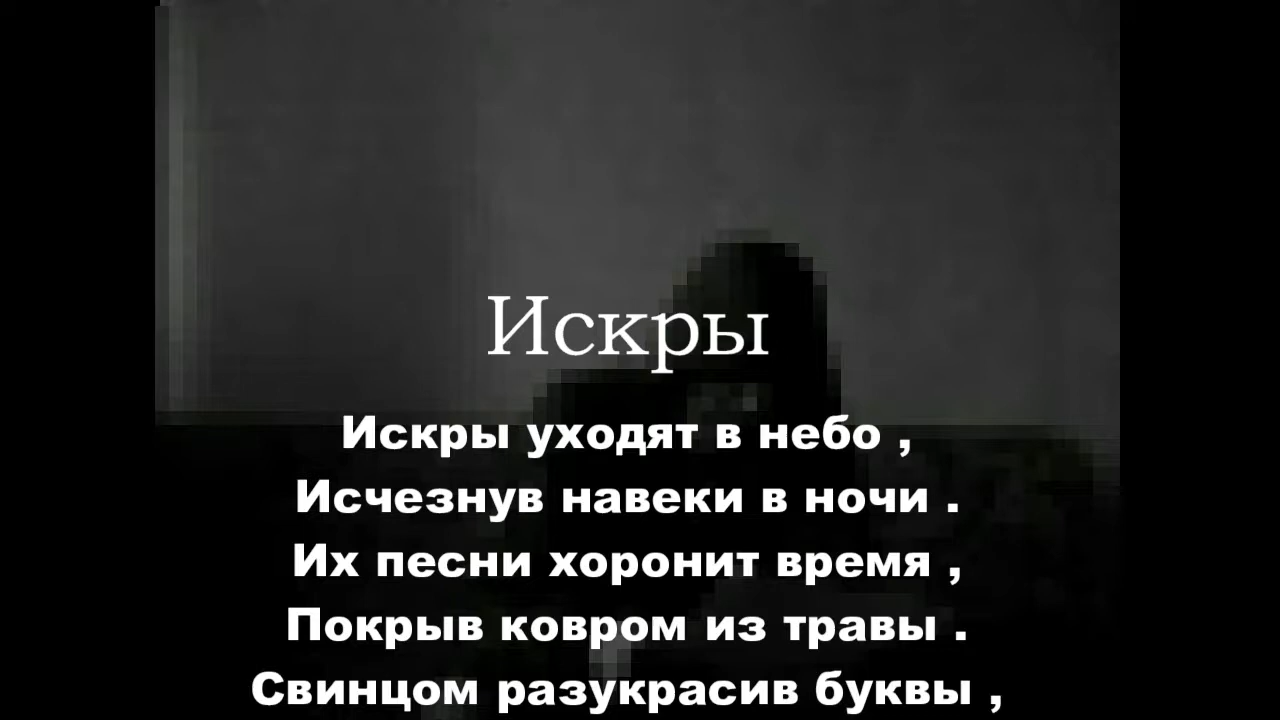 Искры
Искры уходят в небо ,
Исчезнув навеки в ночи .
Их песни хоронит время ,
Покрыв ковром из травы .
Свинцом разукрасив буквы ,